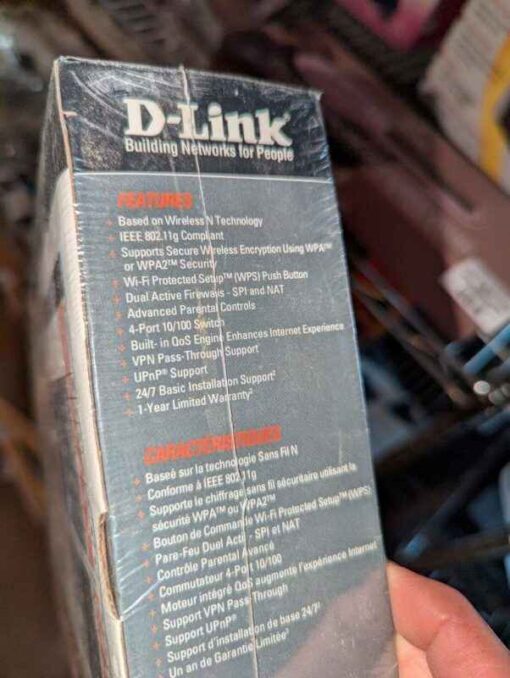 D-Link
Building Networks for People
FEATURES
+ Based on Wireless N Technology
+ IEEE 802.11g Compliant
+ Supports Secure Wireless Encryption Using WPA™
or WPA2™ Security
+ Wi-Fi Protected Setup™ (WPS) Push Button
+ Dual Active Firewalls - SPI and NAT
+ Advanced Parental Controls
+ 4-Port 10/100 Switch
+ Built- in QoS Engine Enhances Internet Experience
+ VPN Pass-Through Support
+ UPnP® Support
+ 24/7 Basic Installation Support²
+ 1-Year Limited Warranty³
CARACTÉRISTIQUES
+ Baseé sur la technologie Sans Fil N
+ Conforme à IEEE 802.11g
+ Supporte le chiffrage sans fil sécuritaire utilisant la
sécurité WPA™ ou WPA2™
+ Bouton de Commande Wi-Fi Protected Setup™ (WPS)
+ Pare-Feu Duel Actif - SPI et NAT
+ Contrôle Parental Avancé
+ Commutateur 4-Port 10/100
+ Moteur intégré QoS augmente l'expérience Internet
+ Support VPN Pass-Through
+ Support UPnP®
+ Support d'installation de base 24/7²
+ Un an de Garantie Limitée³